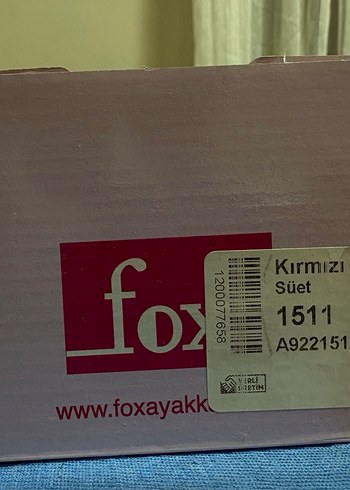 fox
www.foxayakk
1200077658
Kırmızı
Süet
1511
A922151
YERLİ
ÜRETİM